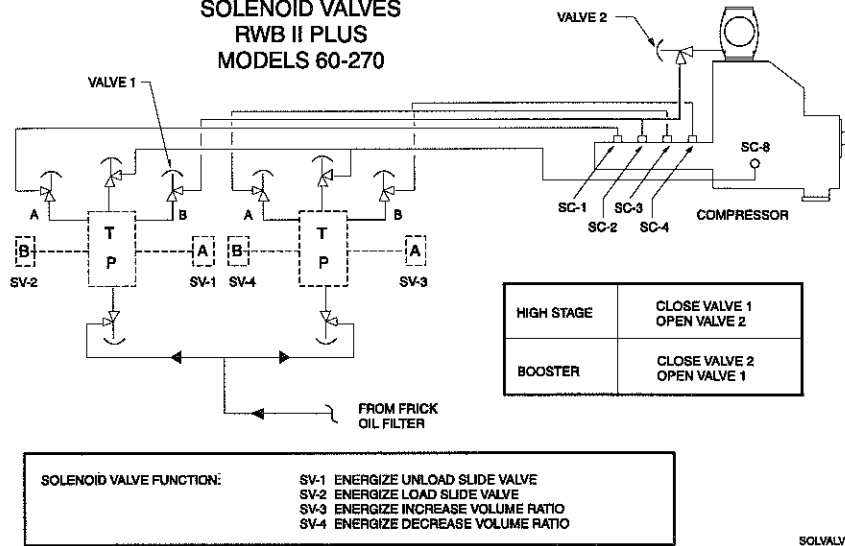 SOLENOID VALVES
RWB II PLUS
MODELS 60-270
VALVE 2
VALVE 1
SC-8
SC-1
SC-2
SC-3
SC-4
COMPRESSOR
A
B
A
B
T
P
T
P
B
A
B
A
SV-2
SV-1
SV-4
SV-3
HIGH STAGE
CLOSE VALVE 1
OPEN VALVE 2
BOOSTER
CLOSE VALVE 2
OPEN VALVE 1
FROM FRICK
OIL FILTER
SOLENOID VALVE FUNCTION: SV-1 ENERGIZE UNLOAD SLIDE VALVE
SV-2 ENERGIZE LOAD SLIDE VALVE
SV-3 ENERGIZE INCREASE VOLUME RATIO
SV-4 ENERGIZE DECREASE VOLUME RATIO
SOLVALV